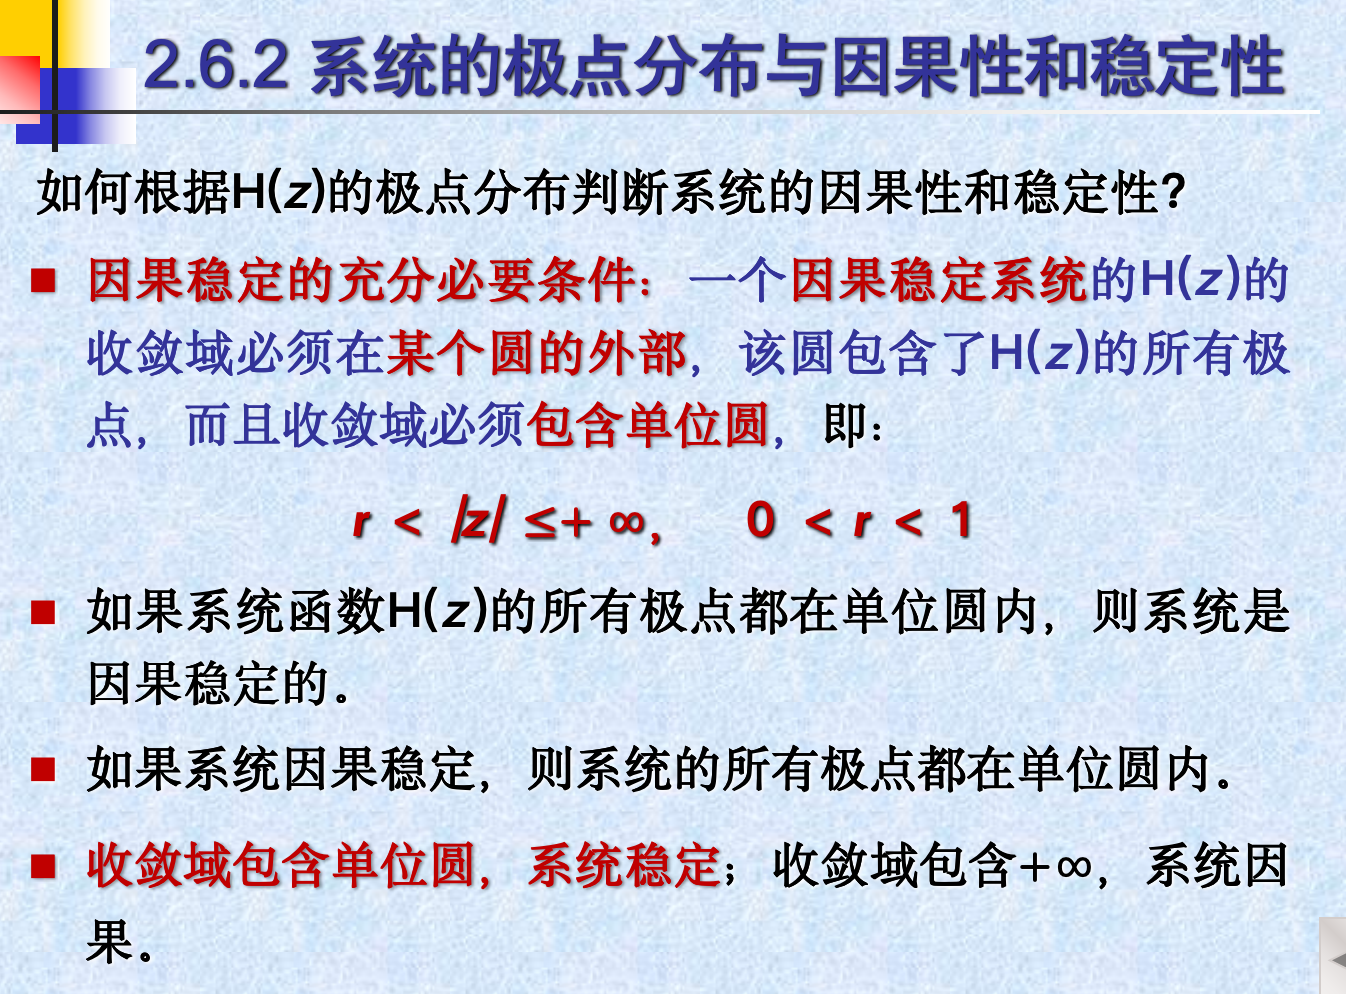 2.6.2 系统的极点分布与因果性和稳定性
如何根据H(z)的极点分布判断系统的因果性和稳定性?
因果稳定的充分必要条件：一个因果稳定系统的H(z)的
收敛域必须在某个圆的外部，该圆包含了H(z)的所有极
点，而且收敛域必须包含单位圆，即：
r < |z| ≤+ ∞， 0 < r < 1
如果系统函数H(z)的所有极点都在单位圆内，则系统是
因果稳定的。
如果系统因果稳定，则系统的所有极点都在单位圆内。
收敛域包含单位圆，系统稳定；收敛域包含+∞，系统因
果。